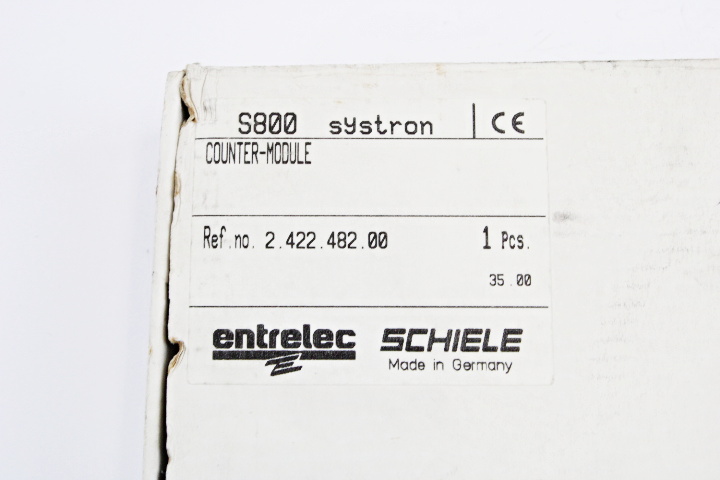 S800 systron CE
COUNTER-MODULE
Ref.no. 2.422.482.00 1 Pcs.
35.00
entrelec SCHIELE
Made in Germany